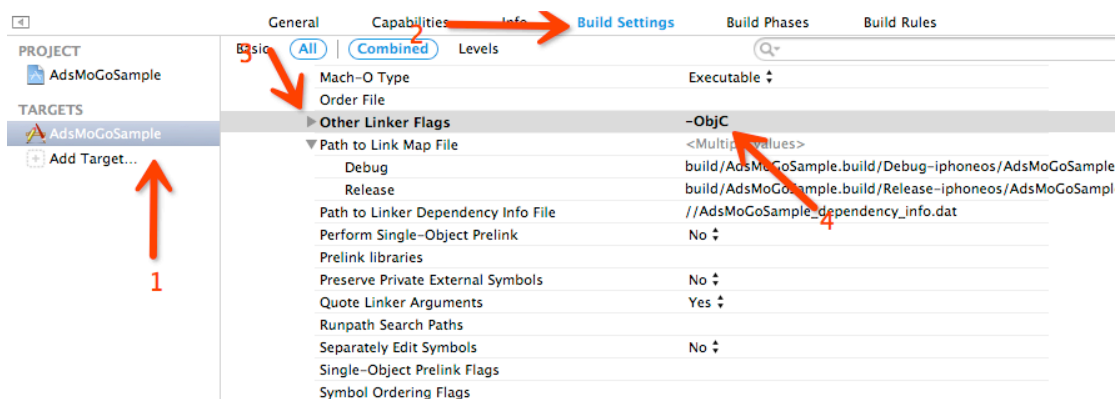 General Capabilities Info Build Settings Build Phases Build Rules
2
PROJECT
Basic All Combined Levels
3
AdsMoGoSample
Mach-O Type Executable
Order File
TARGETS
Other Linker Flags -ObjC
AdsMoGoSample
Path to Link Map File <Multiple values>
Add Target...
Debug build/AdsMoGoSample.build/Debug-iphoneos/AdsMoGoSample
Release build/AdsMoGoSample.build/Release-iphoneos/AdsMoGoSampl
Path to Linker Dependency Info File //AdsMoGoSample_dependency_info.dat
4
Perform Single-Object Prelink No
Prelink libraries
1
Preserve Private External Symbols No
Quote Linker Arguments Yes
Runpath Search Paths
Separately Edit Symbols No
Single-Object Prelink Flags
Symbol Ordering Flags